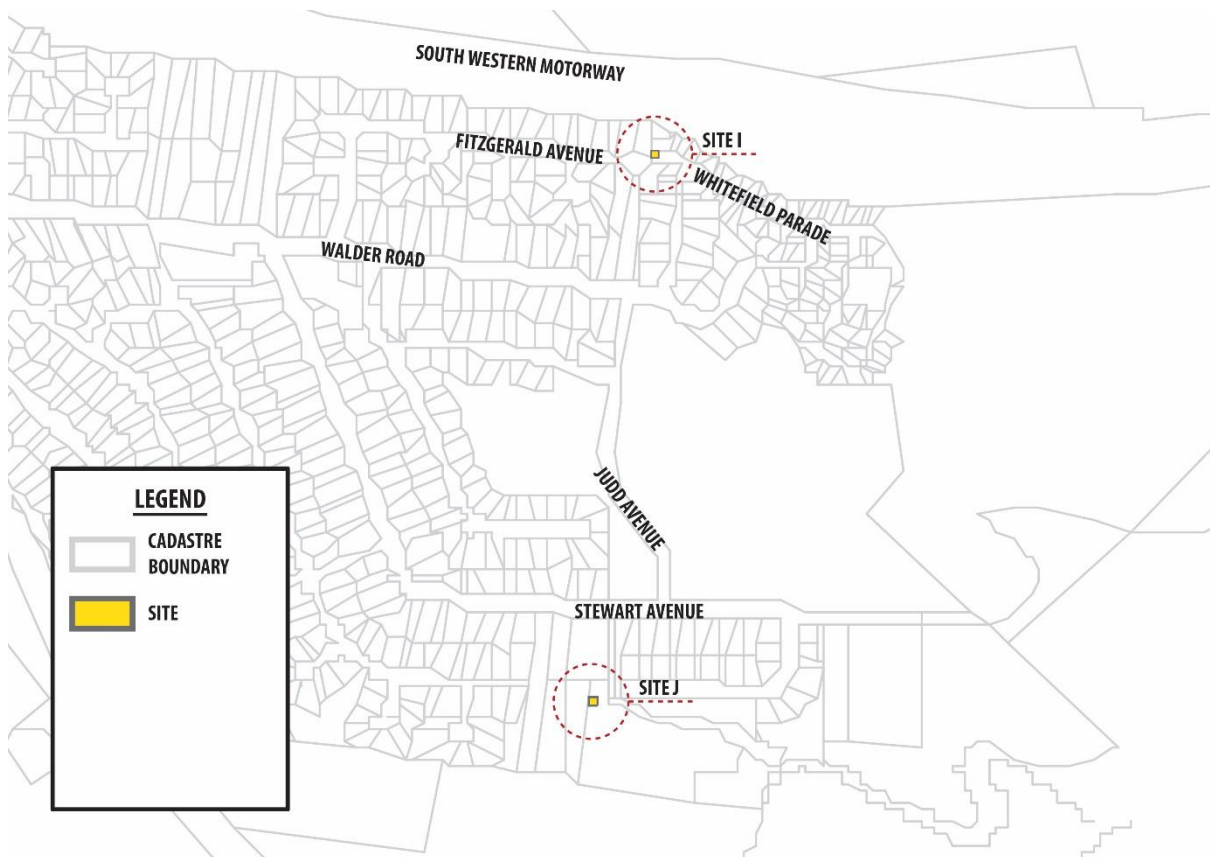 SOUTH WESTERN MOTORWAY
FITZGERALD AVENUE
SITE I
WHITEFIELD PARADE
WALDER ROAD
JUDD AVENUE
STEWART AVENUE
SITE J
LEGEND
CADASTRE
BOUNDARY
SITE